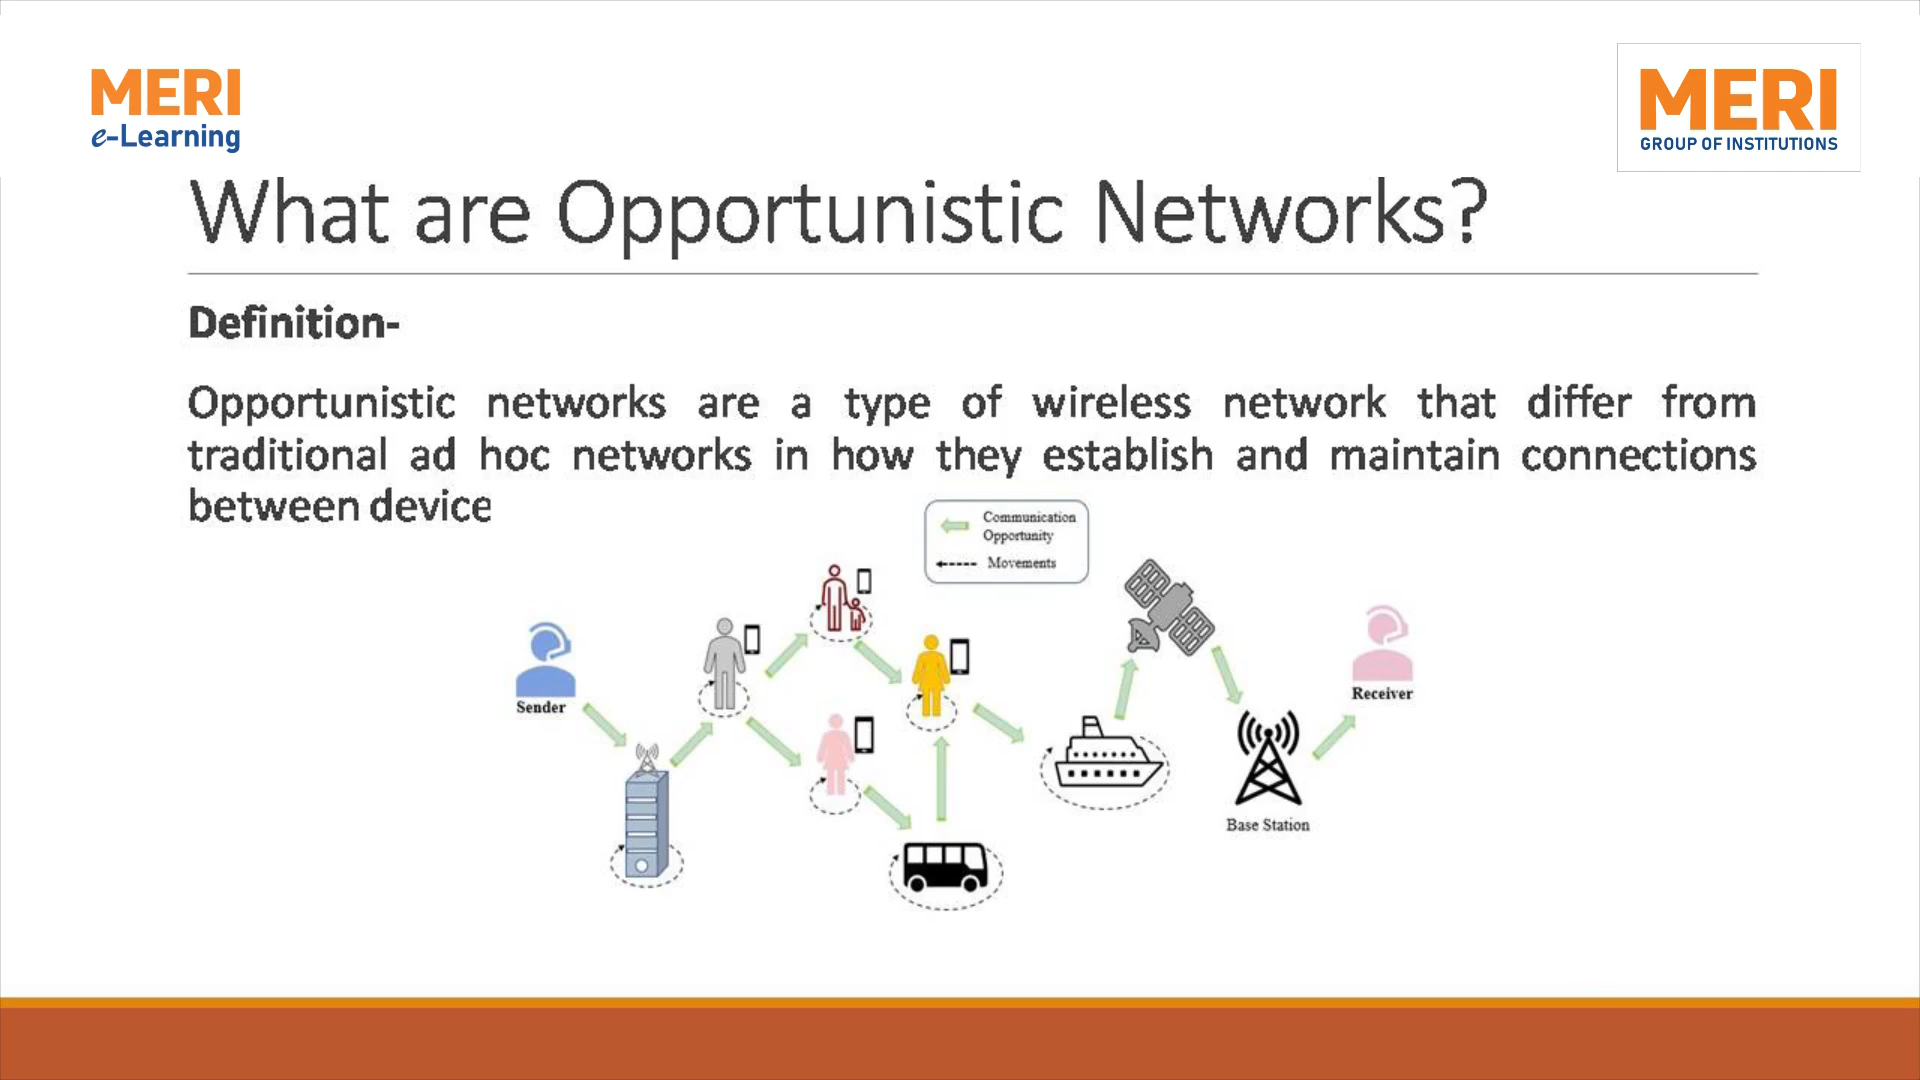 MERI
e-Learning
MERI
GROUP OF INSTITUTIONS
What are Opportunistic Networks?
Definition-
Opportunistic networks are a type of wireless network that differ from
traditional ad hoc networks in how they establish and maintain connections
between device
Communication
Opportunity
Movements
Sender
Receiver
Base Station